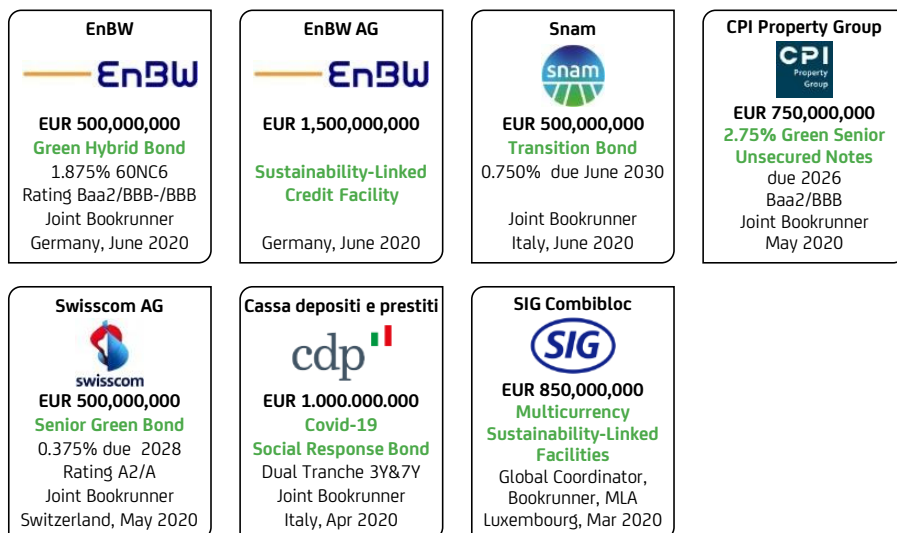 EnBW
EnBW
EUR 500,000,000
Green Hybrid Bond
1.875% 60NC6
Rating Baa2/BBB-/BBB
Joint Bookrunner
Germany, June 2020
EnBW AG
EnBW
EUR 1,500,000,000
Sustainability-Linked
Credit Facility
Germany, June 2020
Snam
snam
EUR 500,000,000
Transition Bond
0.750% due June 2030
Joint Bookrunner
Italy, June 2020
CPI Property Group
CPI
Property
Group
EUR 750,000,000
2.75% Green Senior
Unsecured Notes
due 2026
Baa2/BBB
Joint Bookrunner
May 2020
Swisscom AG
swisscom
EUR 500,000,000
Senior Green Bond
0.375% due 2028
Rating A2/A
Joint Bookrunner
Switzerland, May 2020
Cassa depositi e prestiti
cdp
EUR 1.000.000.000
Covid-19
Social Response Bond
Dual Tranche 3Y&7Y
Joint Bookrunner
Italy, Apr 2020
SIG Combibloc
SIG
EUR 850,000,000
Multicurrency
Sustainability-Linked
Facilities
Global Coordinator,
Bookrunner, MLA
Luxembourg, Mar 2020